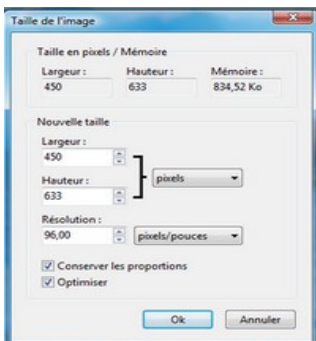 Taille de l'image
Taille en pixels / Mémoire
Largeur : Hauteur : Mémoire :
450 633 834,52 Ko
Nouvelle taille
Largeur :
450
pixels
Hauteur :
633
Résolution :
96,00 pixels/pouces
Conserver les proportions
Optimiser
Ok Annuler